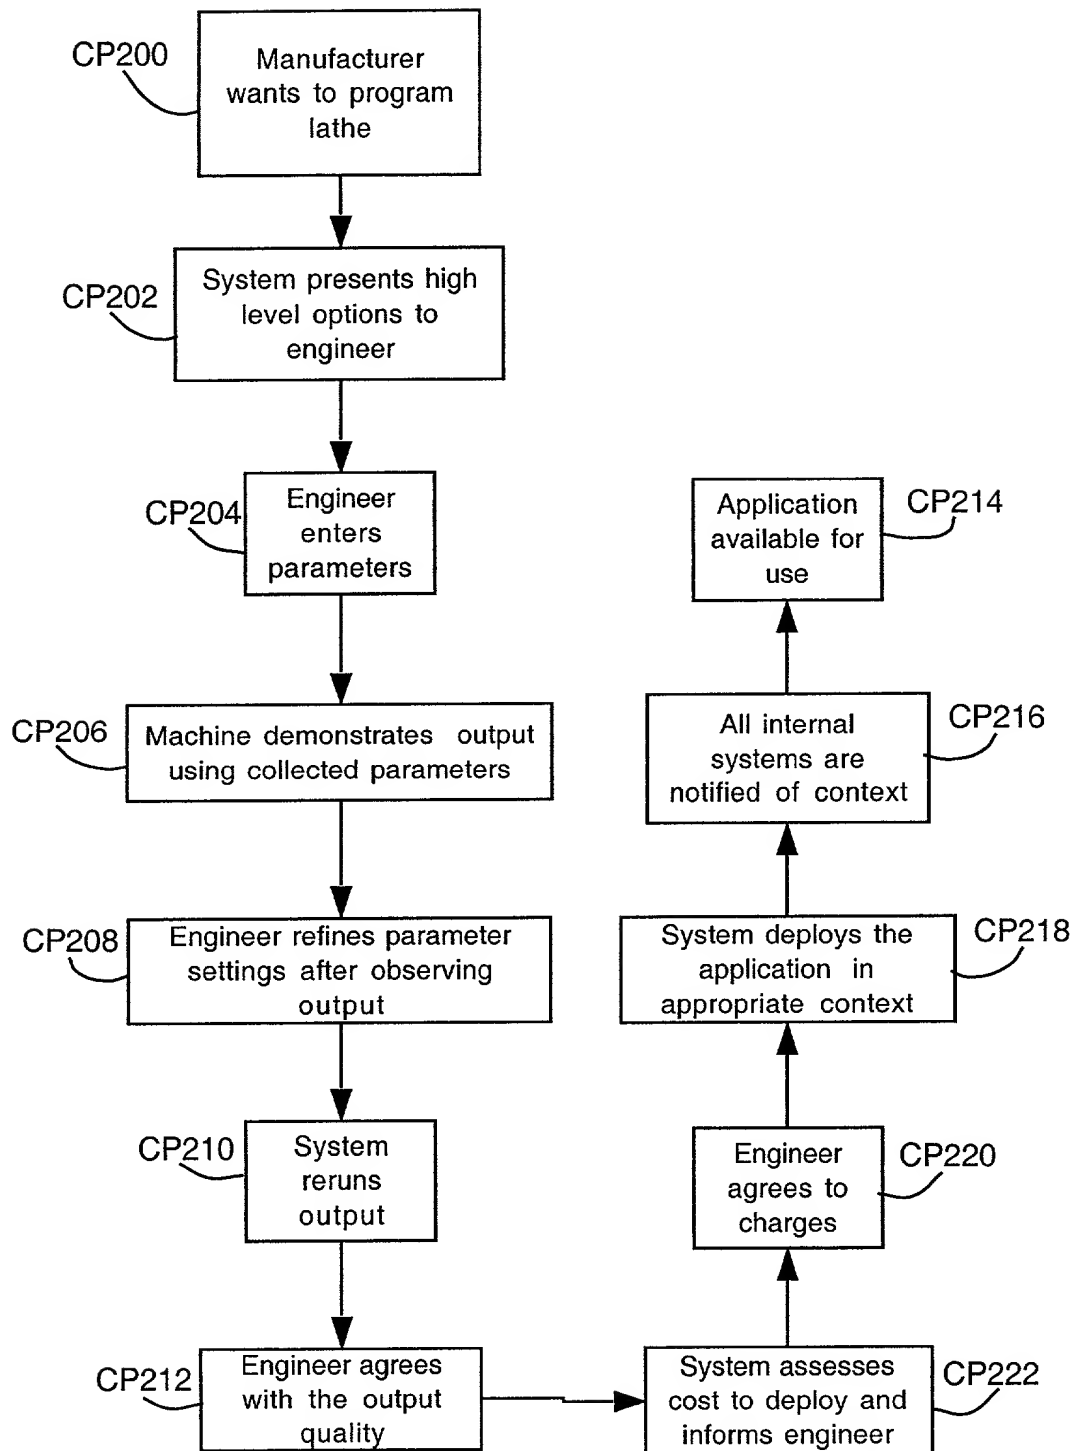 CP200
Manufacturer
wants to program
lathe
CP202
System presents high
level options to
engineer
CP204
Engineer
enters
parameters
CP206
Machine demonstrates output
using collected parameters
CP208
Engineer refines parameter
settings after observing
output
CP210
System
reruns
output
CP212
Engineer agrees
with the output
quality
CP222
System assesses
cost to deploy and
informs engineer
CP220
Engineer
agrees to
charges
CP218
System deploys the
application in
appropriate context
CP216
All internal
systems are
notified of context
CP214
Application
available for
use